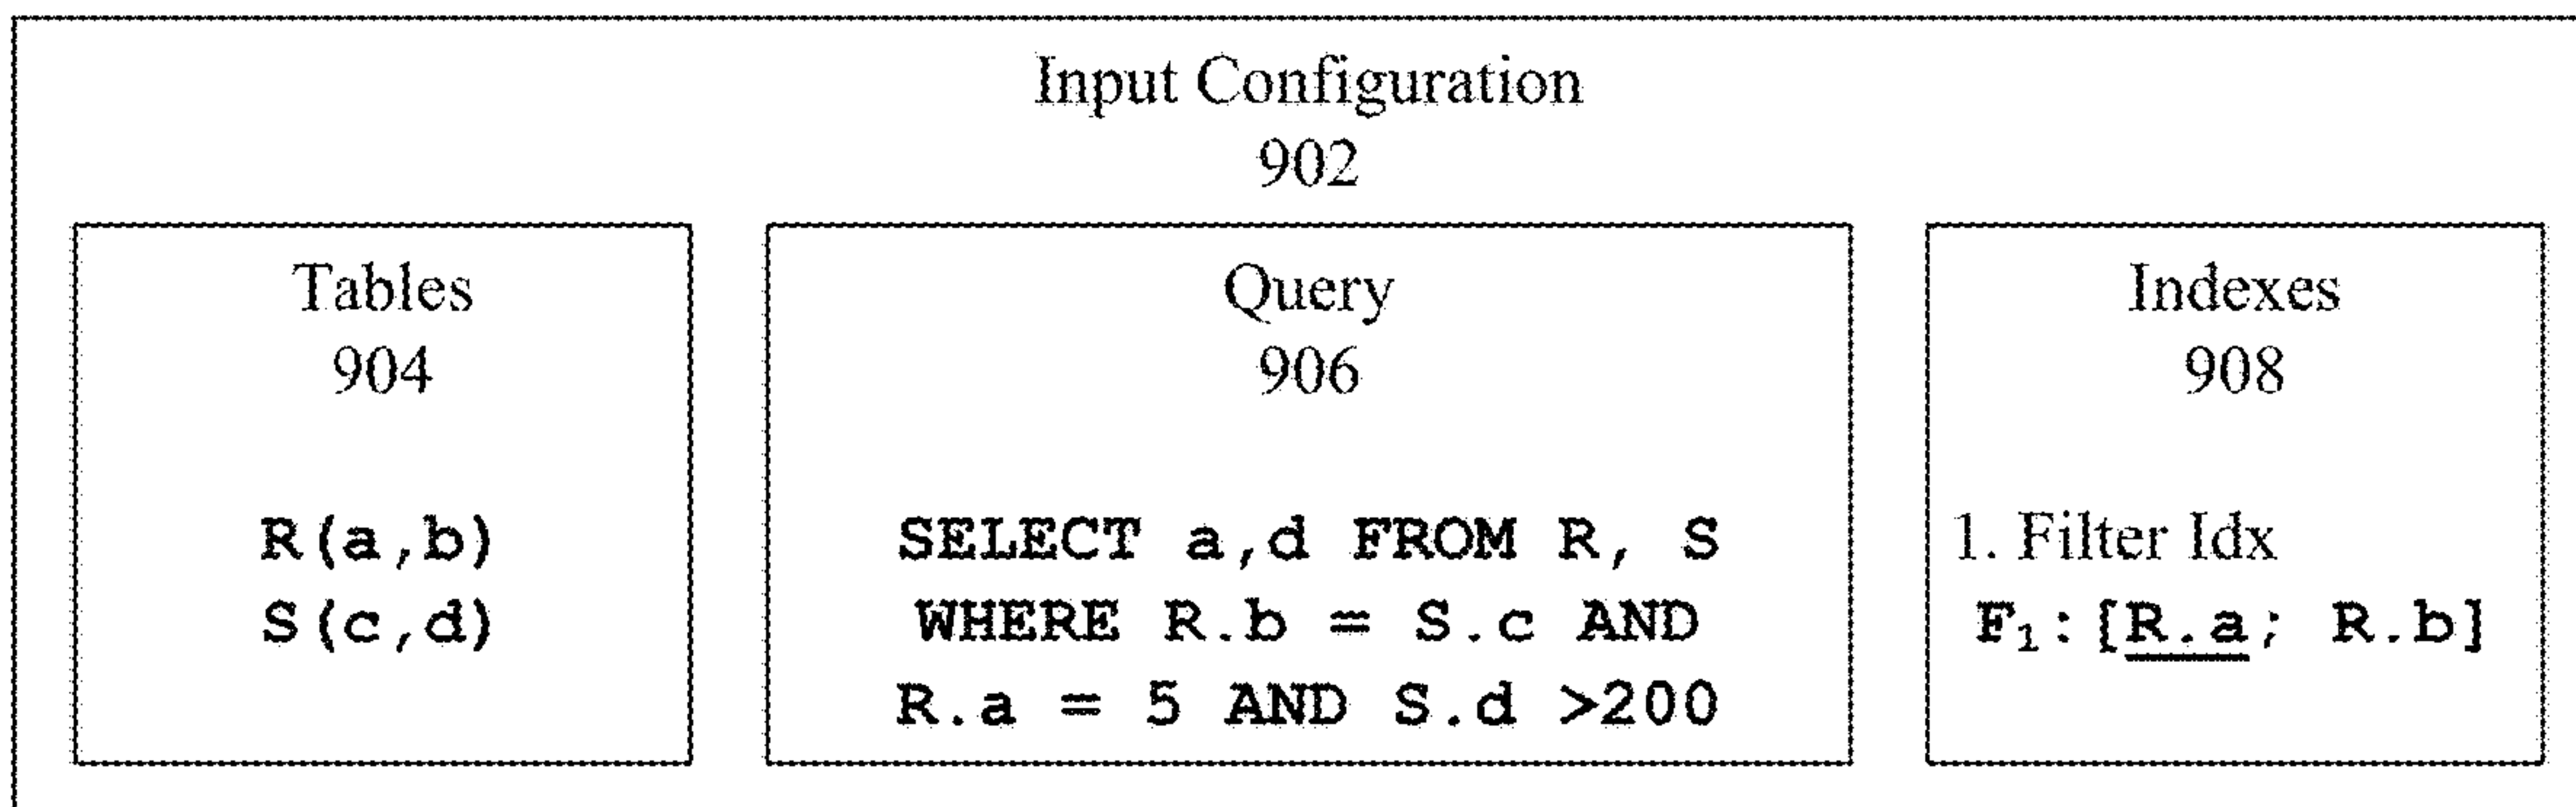 Input Configuration
902
Tables
904
R(a,b)
S(c,d)
Query
906
SELECT a,d FROM R, S
WHERE R.b = S.c AND
R.a = 5 AND S.d >200
Indexes
908
1. Filter Idx
F₁:[R.a; R.b]